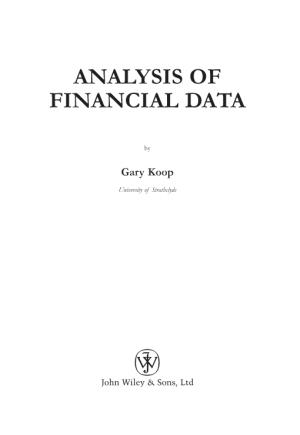 ANALYSIS OF
FINANCIAL DATA
by
Gary Koop
University of Strathclyde
John Wiley & Sons, Ltd